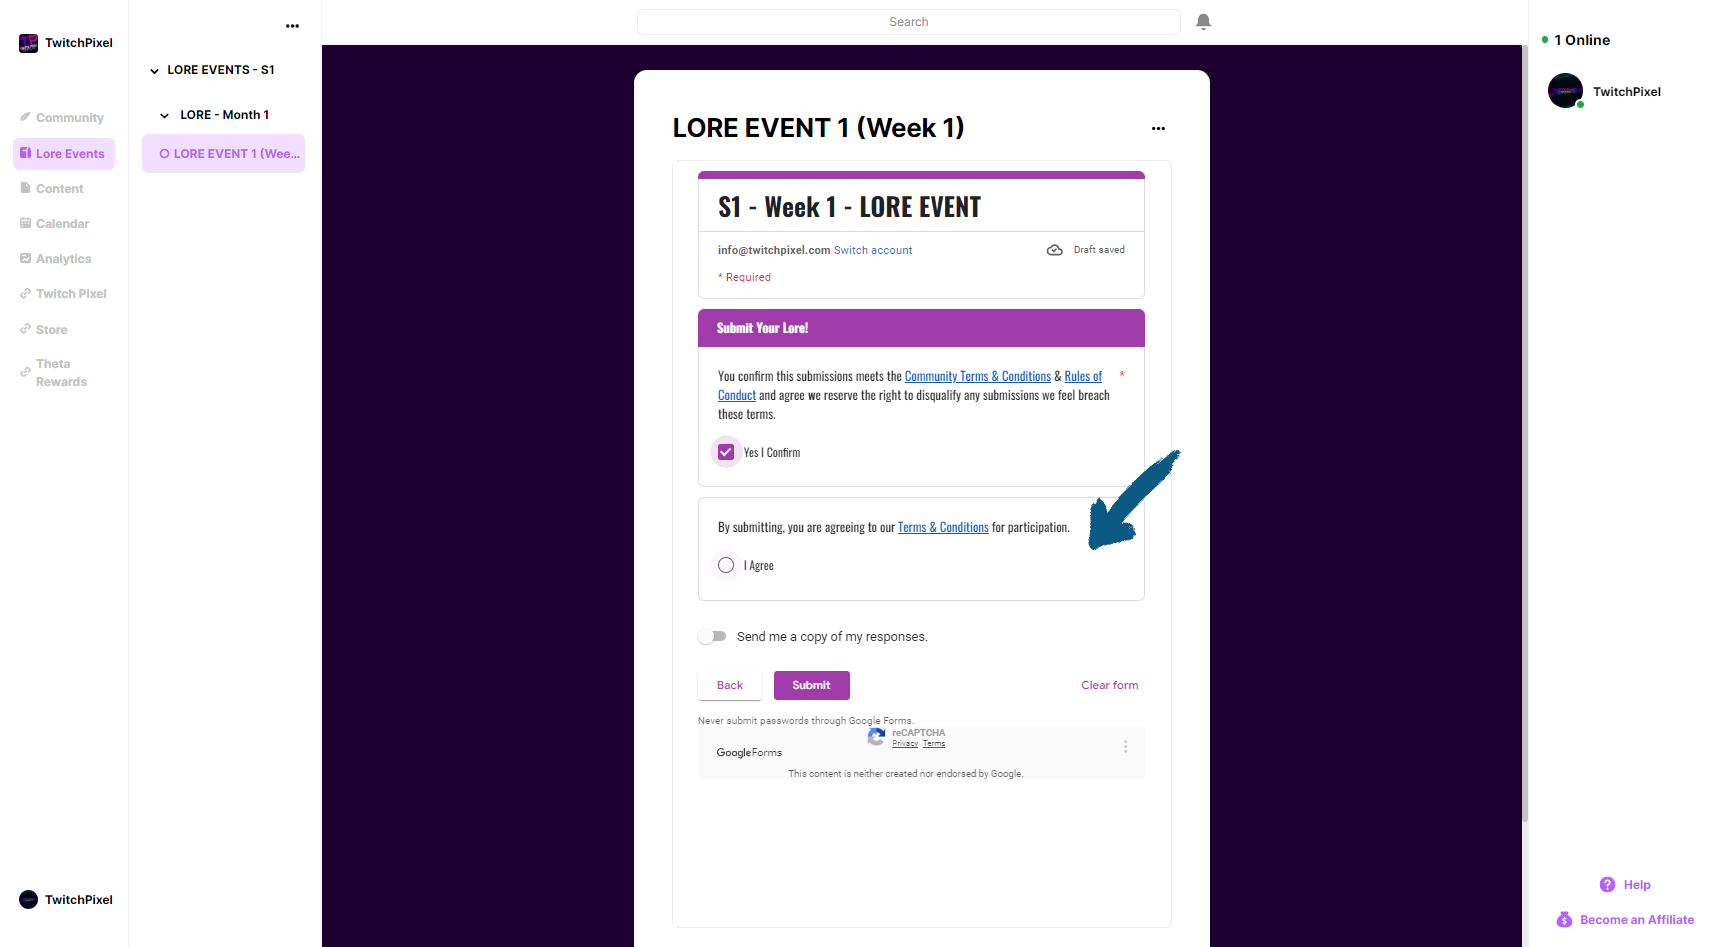 TwitchPixel
Community
Lore Events
Content
Calendar
Analytics
Twitch Pixel
Store
Theta
Rewards
TwitchPixel
LORE EVENTS - S1
LORE - Month 1
LORE EVENT 1 (Wee...
Search
LORE EVENT 1 (Week 1)
S1 - Week 1 - LORE EVENT
info@twitchpixel.com Switch account
Draft saved
* Required
Submit Your Lore!
You confirm this submissions meets the Community Terms & Conditions & Rules of *
Conduct and agree we reserve the right to disqualify any submissions we feel breach
these terms.
Yes I Confirm
By submitting, you are agreeing to our Terms & Conditions for participation.
I Agree
Send me a copy of my responses.
Back
Submit
Clear form
Never submit passwords through Google Forms.
reCAPTCHA
Privacy Terms
Google Forms
This content is neither created nor endorsed by Google.
1 Online
TwitchPixel
Help
Become an Affiliate